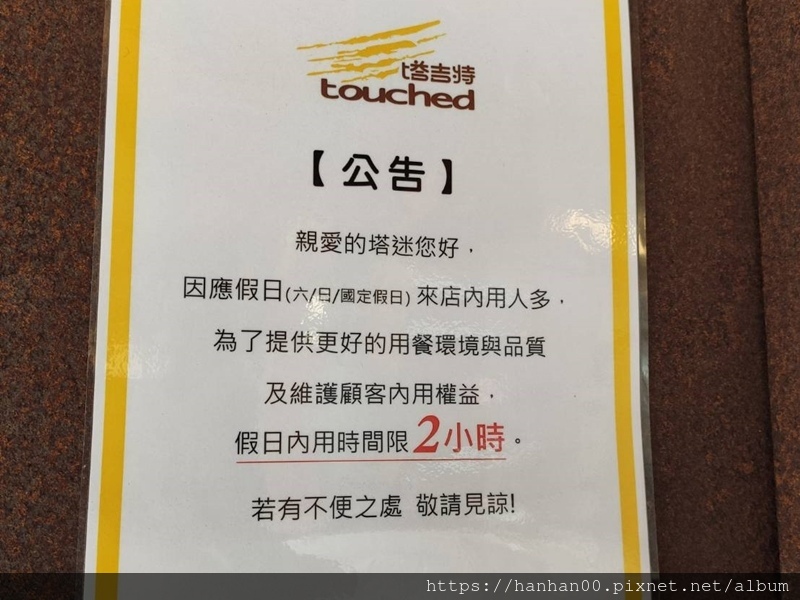 塔吉特
touched
【公告】
親愛的塔迷您好，
因應假日(六/日/國定假日) 來店內用人多，
為了提供更好的用餐環境與品質
及維護顧客內用權益，
假日內用時間限2小時。
若有不便之處 敬請見諒!
https://hanhan00.pixnet.net/album